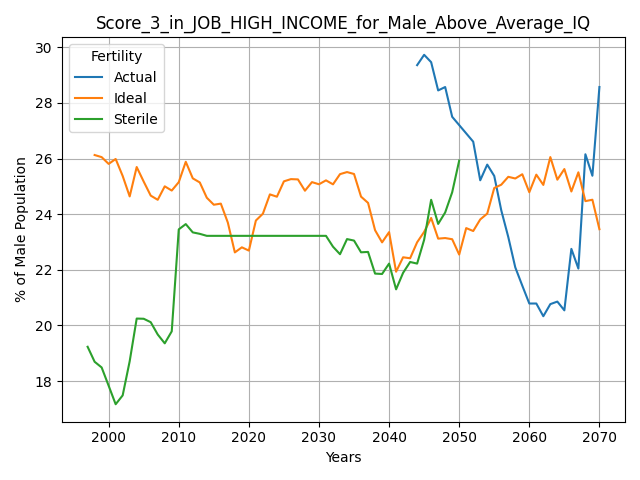 Score_3_in_JOB_HIGH_INCOME_for_Male_Above_Average_IQ
Fertility
Actual
Ideal
Sterile
% of Male Population
30
28
26
24
22
20
18
2000 2010 2020 2030 2040 2050 2060 2070
Years